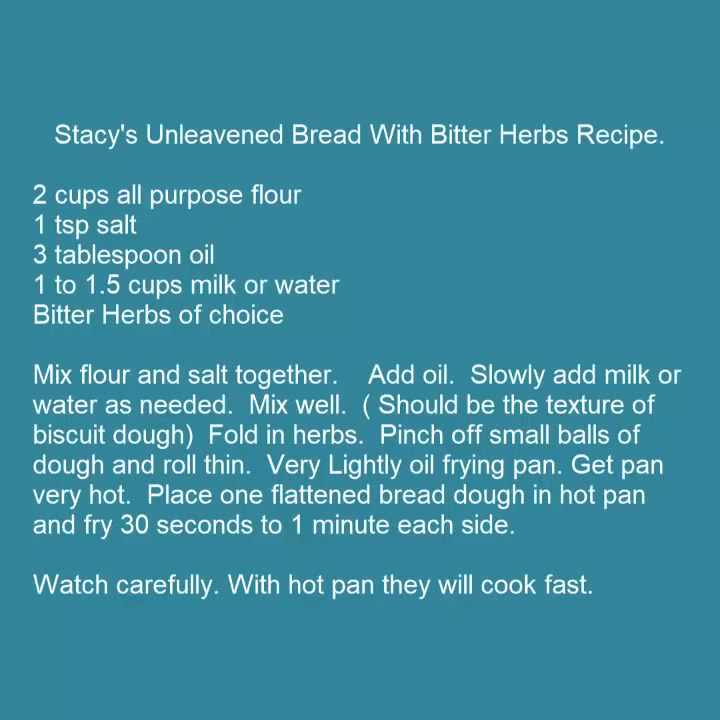 Stacy's Unleavened Bread With Bitter Herbs Recipe.
2 cups all purpose flour
1 tsp salt
3 tablespoon oil
1 to 1.5 cups milk or water
Bitter Herbs of choice
Mix flour and salt together.    Add oil.  Slowly add milk or
water as needed.  Mix well.  ( Should be the texture of
biscuit dough)  Fold in herbs.  Pinch off small balls of
dough and roll thin.  Very Lightly oil frying pan. Get pan
very hot.  Place one flattened bread dough in hot pan
and fry 30 seconds to 1 minute each side.
Watch carefully. With hot pan they will cook fast.